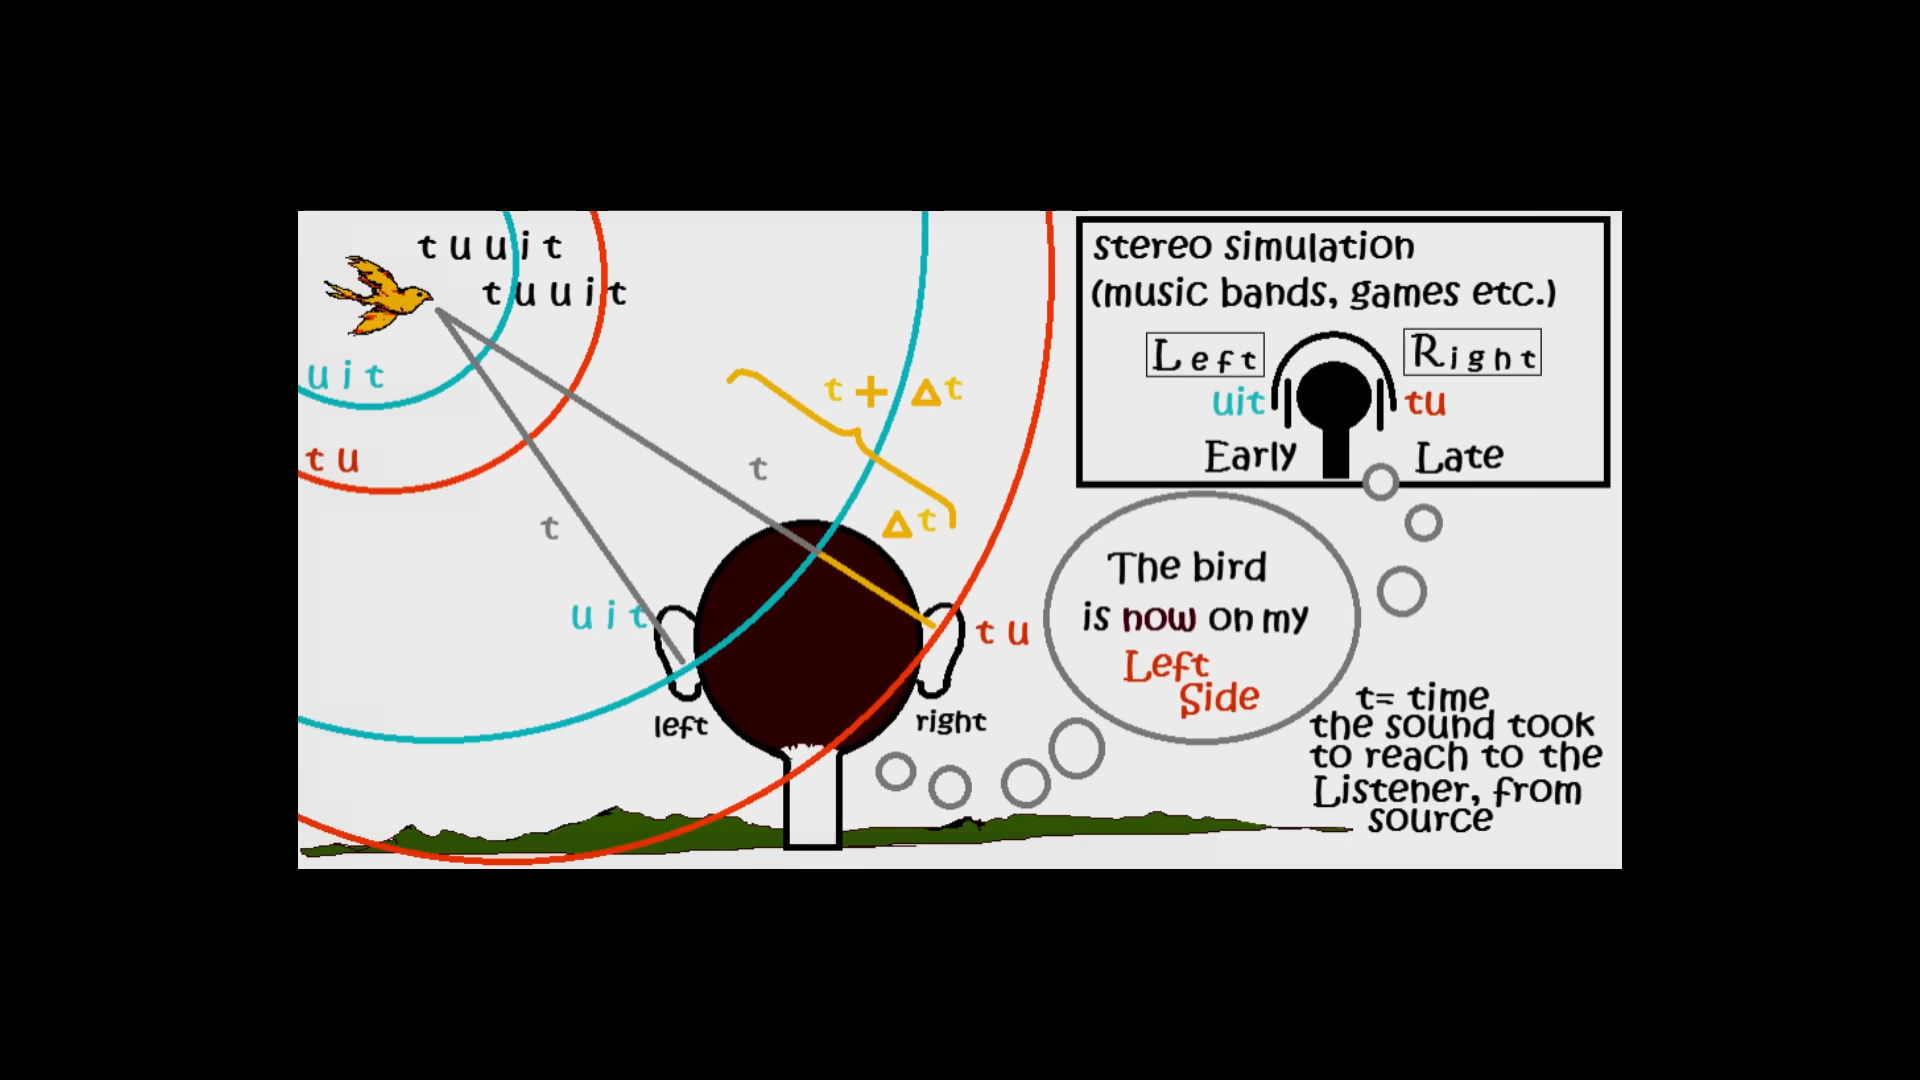 t u u i t
t u u i t
u i t
t u
t
t
t + Δt
Δt
u i t
t u
left
right
stereo simulation
(music bands, games etc.)
Left
Right
uit
tu
Early
Late
The bird
is now on my
Left
Side
t= time
the sound took
to reach to the
Listener, from
source